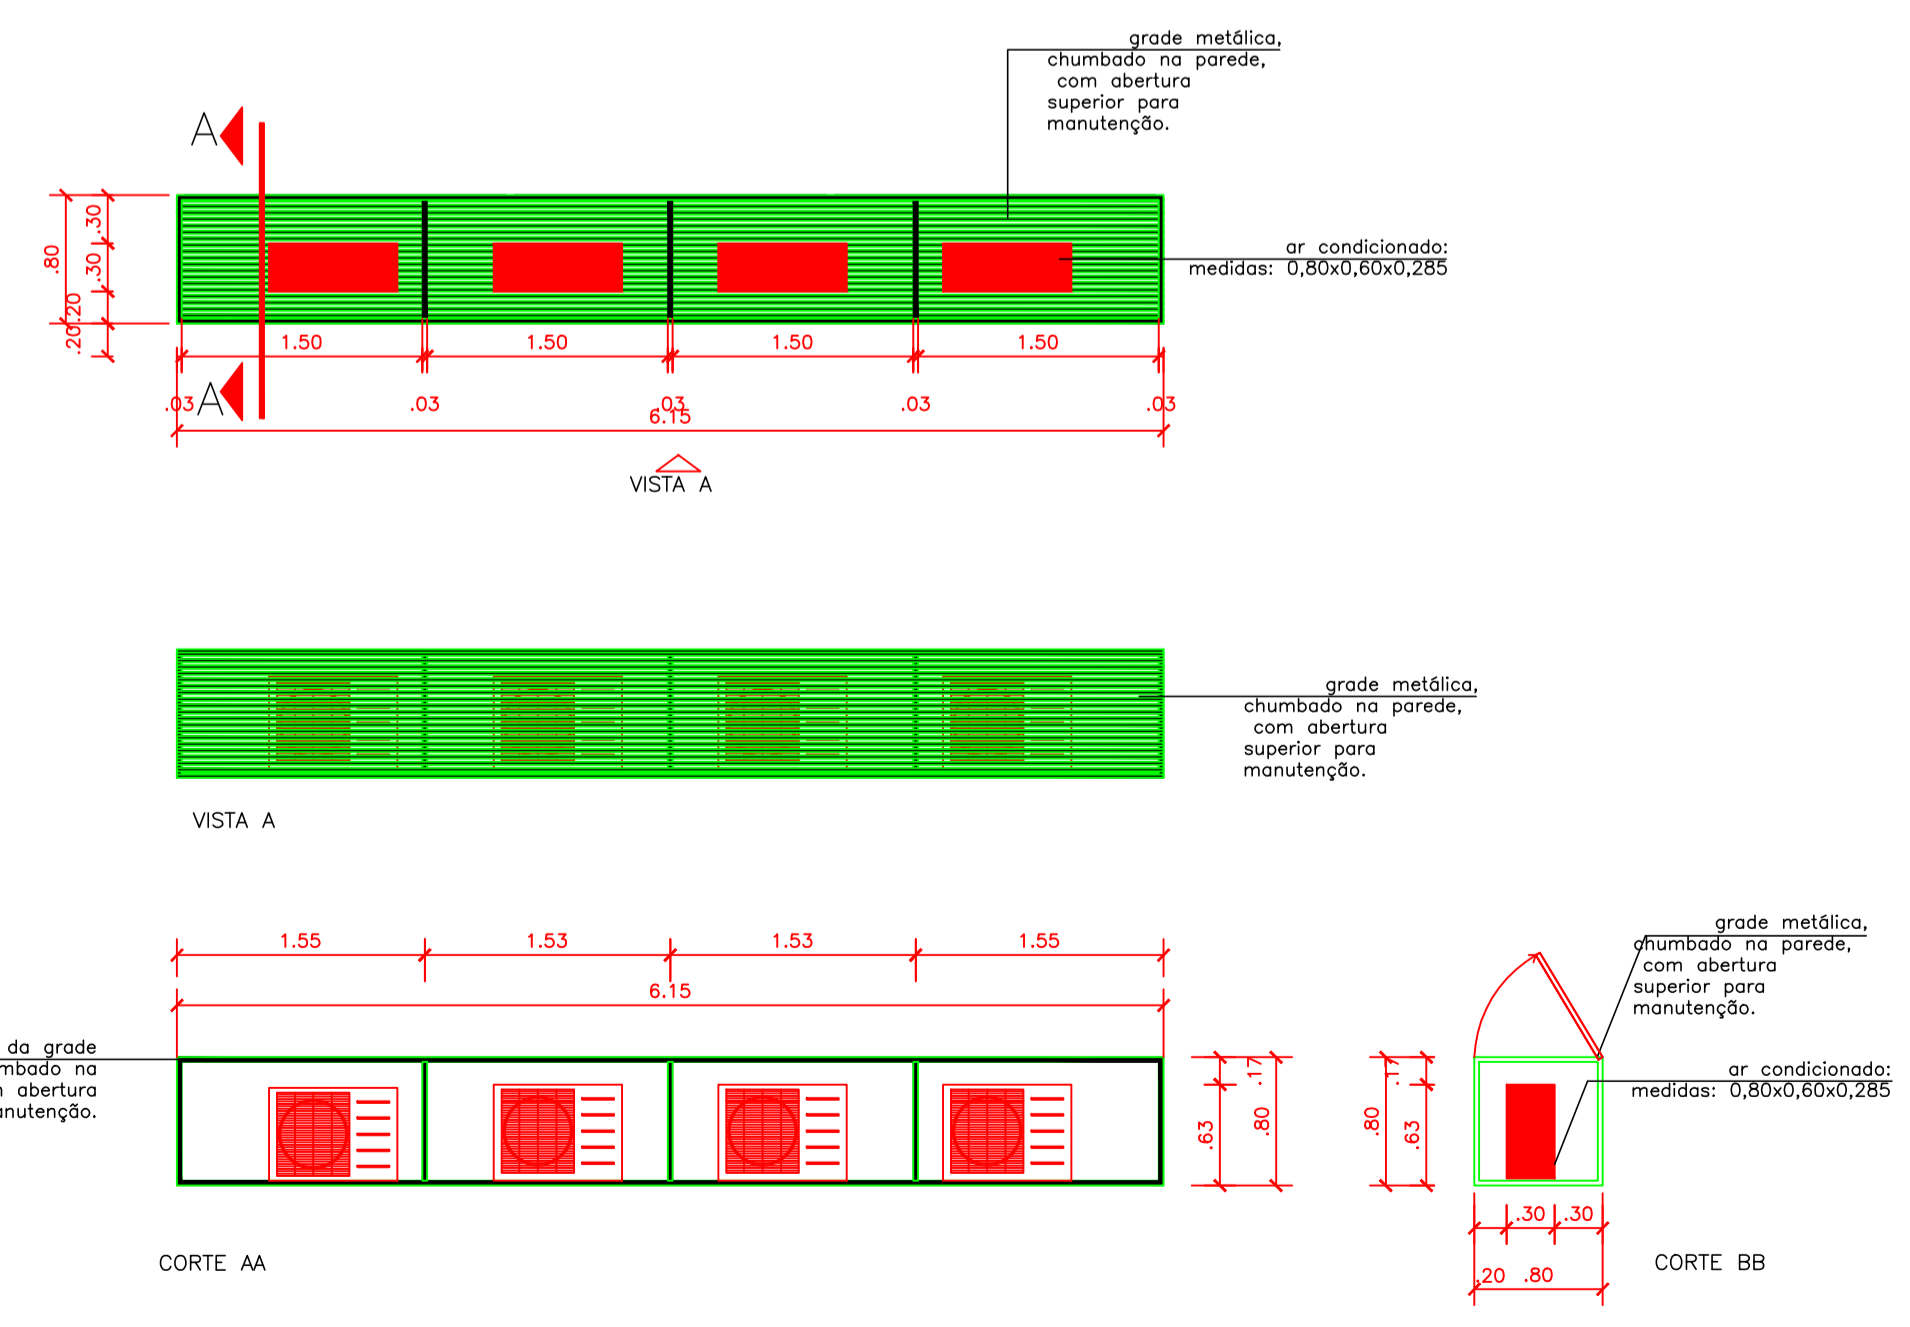 grade metálica,
chumbado na parede,
com abertura
superior para
manutenção.
A
.30
.30
.80
.20
.20
ar condicionado:
medidas: 0,80x0,60x0,285
1.50
1.50
1.50
1.50
A
.03
.03
.03
.03
.03
6.15
VISTA A
grade metálica,
chumbado na parede,
com abertura
superior para
manutenção.
VISTA A
1.55
1.53
1.53
1.55
6.15
da grade
mbado na
abertura
anutenção.
.17
.63
.80
.17
.80
.63
grade metálica,
chumbado na parede,
com abertura
superior para
manutenção.
ar condicionado:
medidas: 0,80x0,60x0,285
.30
.30
.20
.80
CORTE AA
CORTE BB